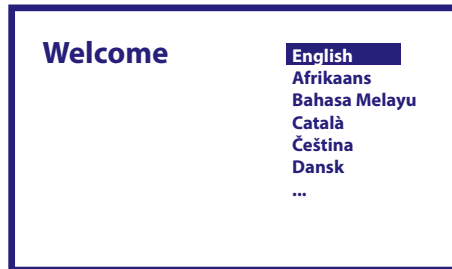 Welcome
English
Afrikaans
Bahasa Melayu
Català
Čeština
Dansk
...